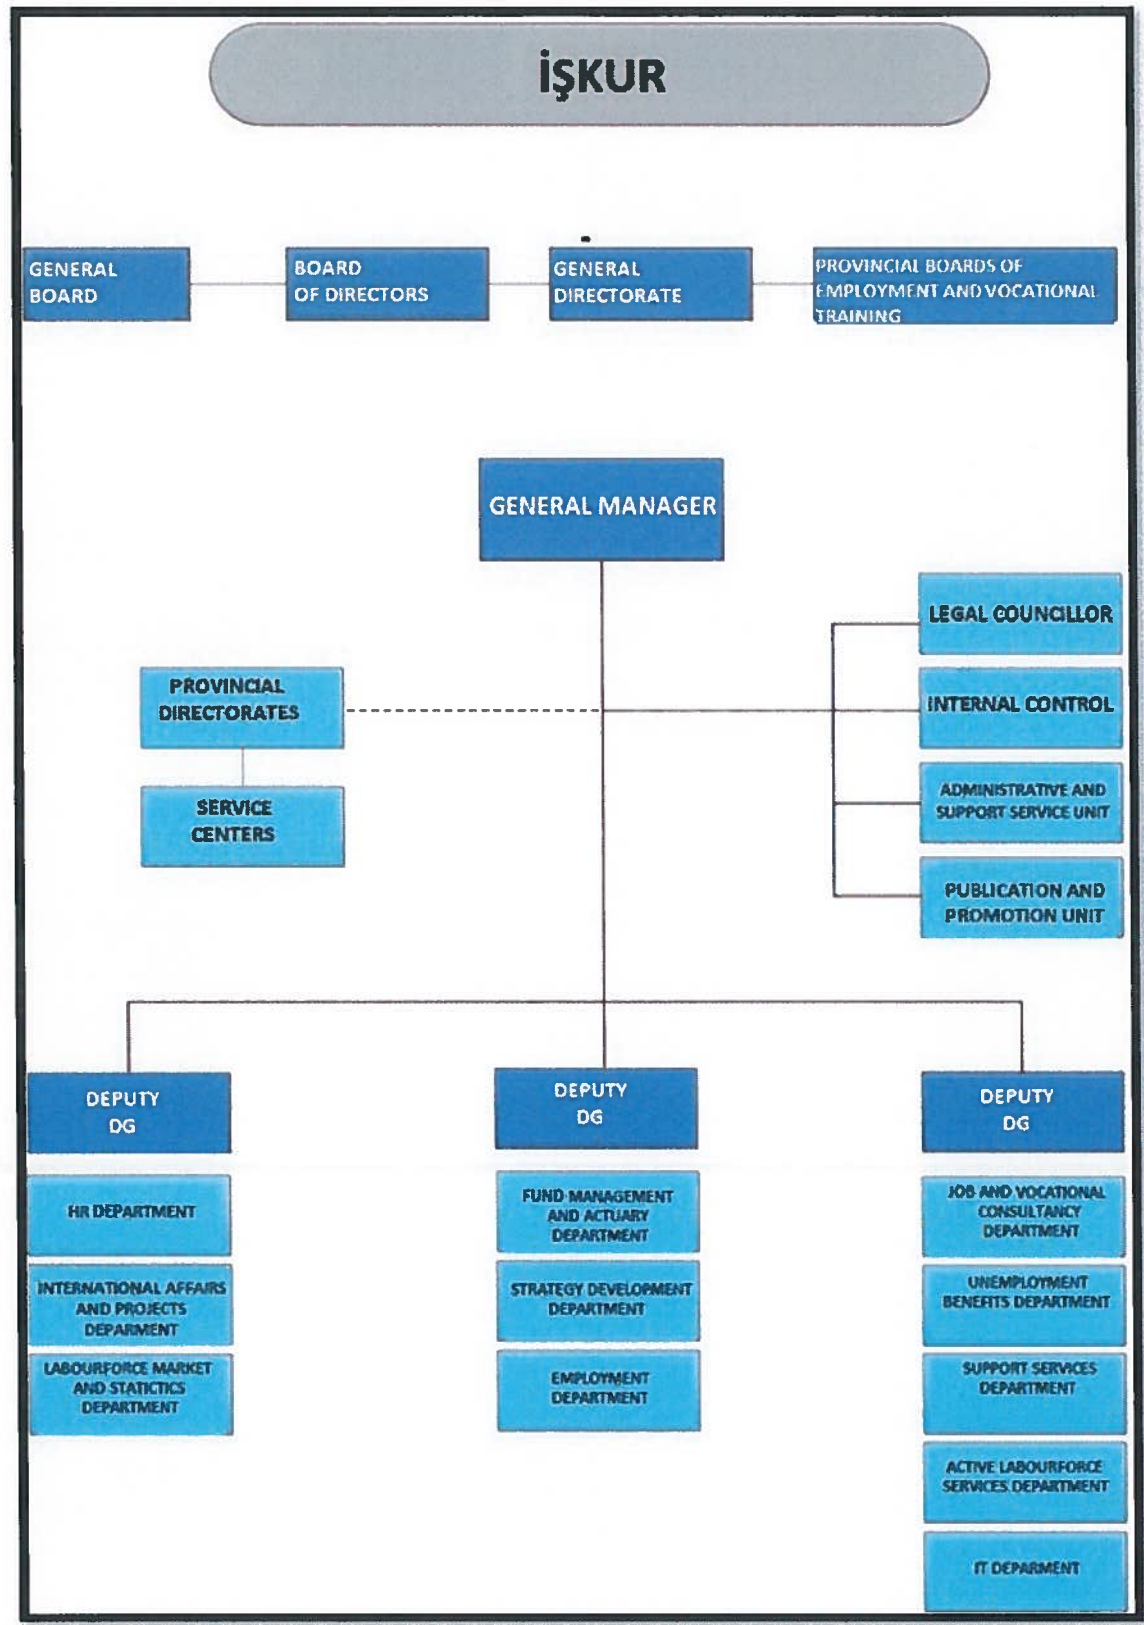 İŞKUR
GENERAL
BOARD
BOARD
OF DIRECTORS
GENERAL
DIRECTORATE
PROVINCIAL BOARDS OF
EMPLOYMENT AND VOCATIONAL
TRAINING
GENERAL MANAGER
LEGAL COUNCILLOR
PROVINCIAL
DIRECTORATES
INTERNAL CONTROL
SERVICE
CENTERS
ADMINISTRATIVE AND
SUPPORT SERVICE UNIT
PUBLICATION AND
PROMOTION UNIT
DEPUTY
DG
HR DEPARTMENT
INTERNATIONAL AFFAIRS
AND PROJECTS
DEPARMENT
LABOURFORCE MARKET
AND STATICTICS
DEPARTMENT
DEPUTY
DG
FUND MANAGEMENT
AND ACTUARY
DEPARTMENT
STRATEGY DEVELOPMENT
DEPARTMENT
EMPLOYMENT
DEPARTMENT
DEPUTY
DG
JOB AND VOCATIONAL
CONSULTANCY
DEPARTMENT
UNEMPLOYMENT
BENEFITS DEPARTMENT
SUPPORT SERVICES
DEPARTMENT
ACTIVE LABOURFORCE
SERVICES DEPARTMENT
IT DEPARMENT